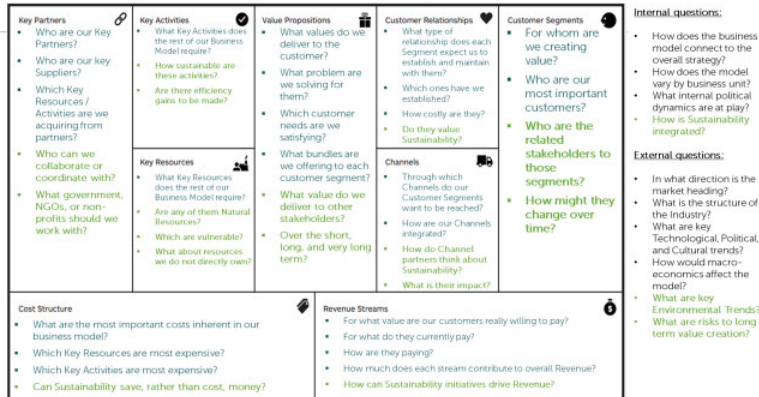 Key Partners
Who are our Key
Partners?
Who are our key
Suppliers?
Which Key
Resources /
Activities are we
acquiring from
partners?
Who can we
collaborate or
coordinate with?
What government,
NGOs, or non-
profits should we
work with?
Key Activities
What Key Activities does
the rest of our Business
Model require?
How sustainable are
these activities?
Are there efficiency
gains to be made?
Key Resources
What Key Resources
does the rest of our
Business Model require?
Are any of them Natural
Resources?
Which are vulnerable?
What about resources
we do not directly own?
Value Propositions
What values do we
deliver to the
customer?
What problem are
we solving for
them?
Which customer
needs are we
satisfying?
What bundles are
we offering to each
customer segment?
What value do we
deliver to other
stakeholders?
Over the short,
long, and very long
term?
Customer Relationships
What type of
relationship does each
Segment expect us to
establish and maintain
with them?
Which ones have we
established?
How costly are they?
Do they value
Sustainability?
Channels
Through which
Channels do our
Customer Segments
want to be reached?
How are our Channels
integrated?
How do Channel
partners think about
Sustainability?
What is their impact?
Customer Segments
For whom are
we creating
value?
Who are our
most important
customers?
Who are the
related
stakeholders to
those
segments?
How might they
change over
time?
Cost Structure
What are the most important costs inherent in our
business model?
Which Key Resources are most expensive?
Which Key Activities are most expensive?
Can Sustainability save, rather than cost, money?
Revenue Streams
For what value are our customers really willing to pay?
For what do they currently pay?
How are they paying?
How much does each stream contribute to overall Revenue?
How can Sustainability initiatives drive Revenue?
Internal questions:
How does the business
model connect to the
overall strategy?
How does the model
vary by business unit?
What internal political
dynamics are at play?
How is Sustainability
integrated?
External questions:
In what direction is the
market heading?
What is the structure of
the Industry?
What are key
Technological, Political,
and Cultural trends?
How would macro-
economics affect the
model?
What are key
Environmental Trends?
What are risks to long
term value creation?